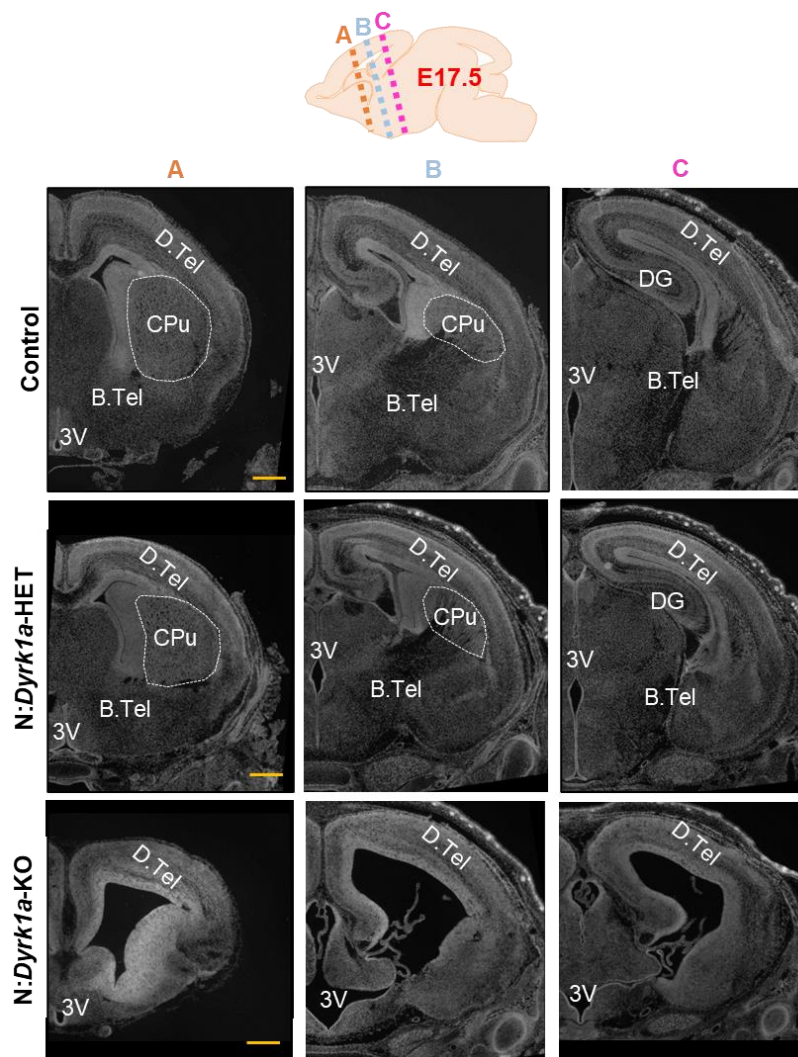 A B C
E17.5
A B C
Control
D.Tel
CPu
B.Tel
3V
D.Tel
CPu
3V
B.Tel
D.Tel
DG
3V
B.Tel
N:Dyrk1a-HET
D.Tel
CPu
B.Tel
3V
D.Tel
CPu
3V
B.Tel
D.Tel
DG
3V
B.Tel
N:Dyrk1a-KO
D.Tel
3V
D.Tel
3V
D.Tel
3V